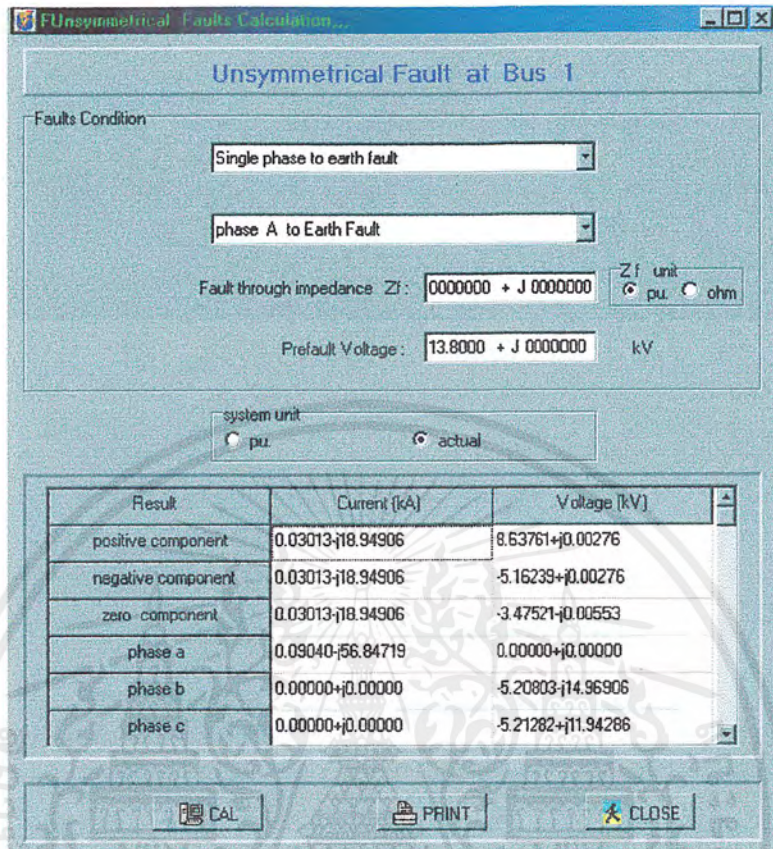 FUnsymmetrical Faults Calculation...
Unsymmetrical Fault at Bus 1
Faults Condition
Single phase to earth fault
phase A to Earth Fault
Fault through impedance Zf : 0000000 + J 0000000
Z f unit
pu. ohm
Prefault Voltage : 13.8000 + J 0000000 kV
system unit
pu. actual
Result Current (kA) Voltage (kV)
positive component 0.03013-j18.94906 8.63761+j0.00276
negative component 0.03013-j18.94906 -5.16239+j0.00276
zero component 0.03013-j18.94906 -3.47521-j0.00553
phase a 0.09040-j56.84719 0.00000+j0.00000
phase b 0.00000+j0.00000 -5.20803-j14.96906
phase c 0.00000+j0.00000 -5.21282+j11.94286
CAL PRINT CLOSE